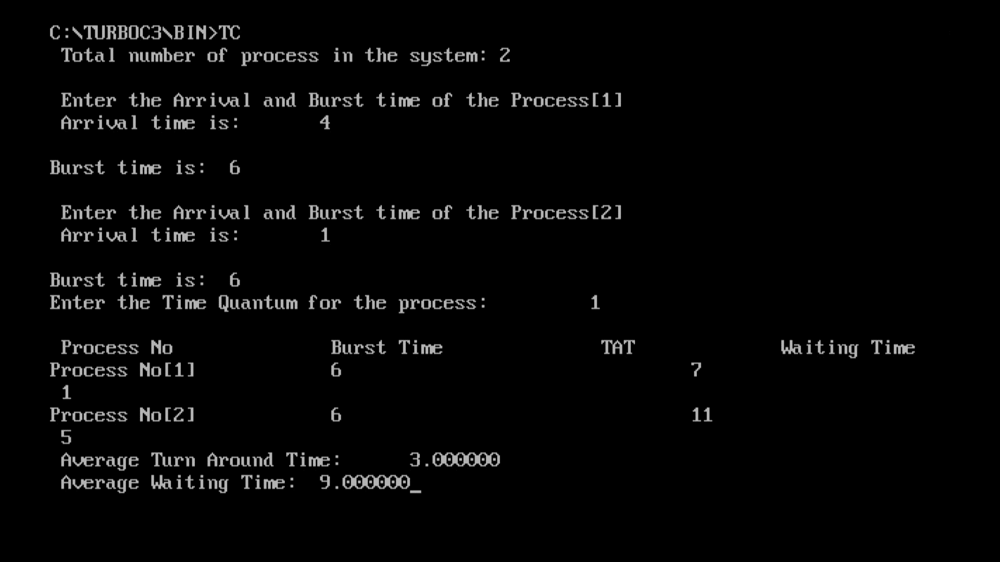 C:\TURBOC3\BIN>TC
Total number of process in the system: 2
Enter the Arrival and Burst time of the Process[1]
Arrival time is: 4
Burst time is: 6
Enter the Arrival and Burst time of the Process[2]
Arrival time is: 1
Burst time is: 6
Enter the Time Quantum for the process: 1
Process No Burst Time TAT Waiting Time
Process No[1] 6 7
1
Process No[2] 6 11
5
Average Turn Around Time: 3.000000
Average Waiting Time: 9.000000_